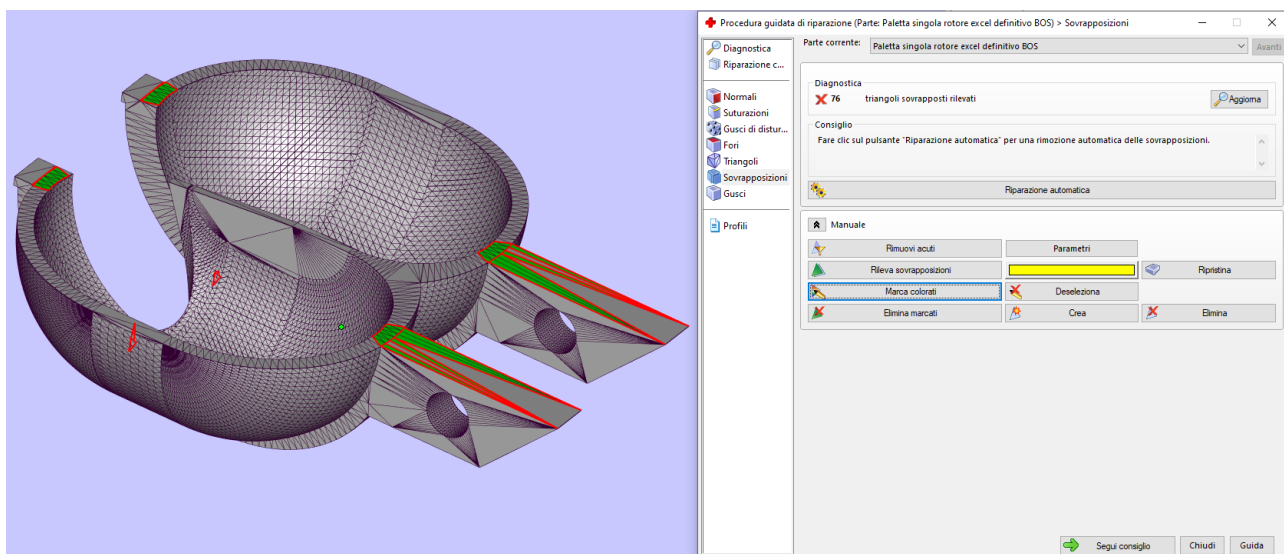 Procedura guidata di riparazione (Parte: Paletta singola rotore excel definitivo BOS) > Sovrapposizioni
Diagnostica
Riparazione c...
Normali
Suturazioni
Gusci di distur...
Fori
Triangoli
Sovrapposizioni
Gusci
Profili
Parte corrente:
Paletta singola rotore excel definitivo BOS
Avanti
Diagnostica
76 triangoli sovrapposti rilevati
Aggiorna
Consiglio
Fare clic sul pulsante "Riparazione automatica" per una rimozione automatica delle sovrapposizioni.
Riparazione automatica
Manuale
Rimuovi acuti
Parametri
Rileva sovrapposizioni
Ripristina
Marca colorati
Deseleziona
Elimina marcati
Crea
Elimina
Segui consiglio
Chiudi
Guida